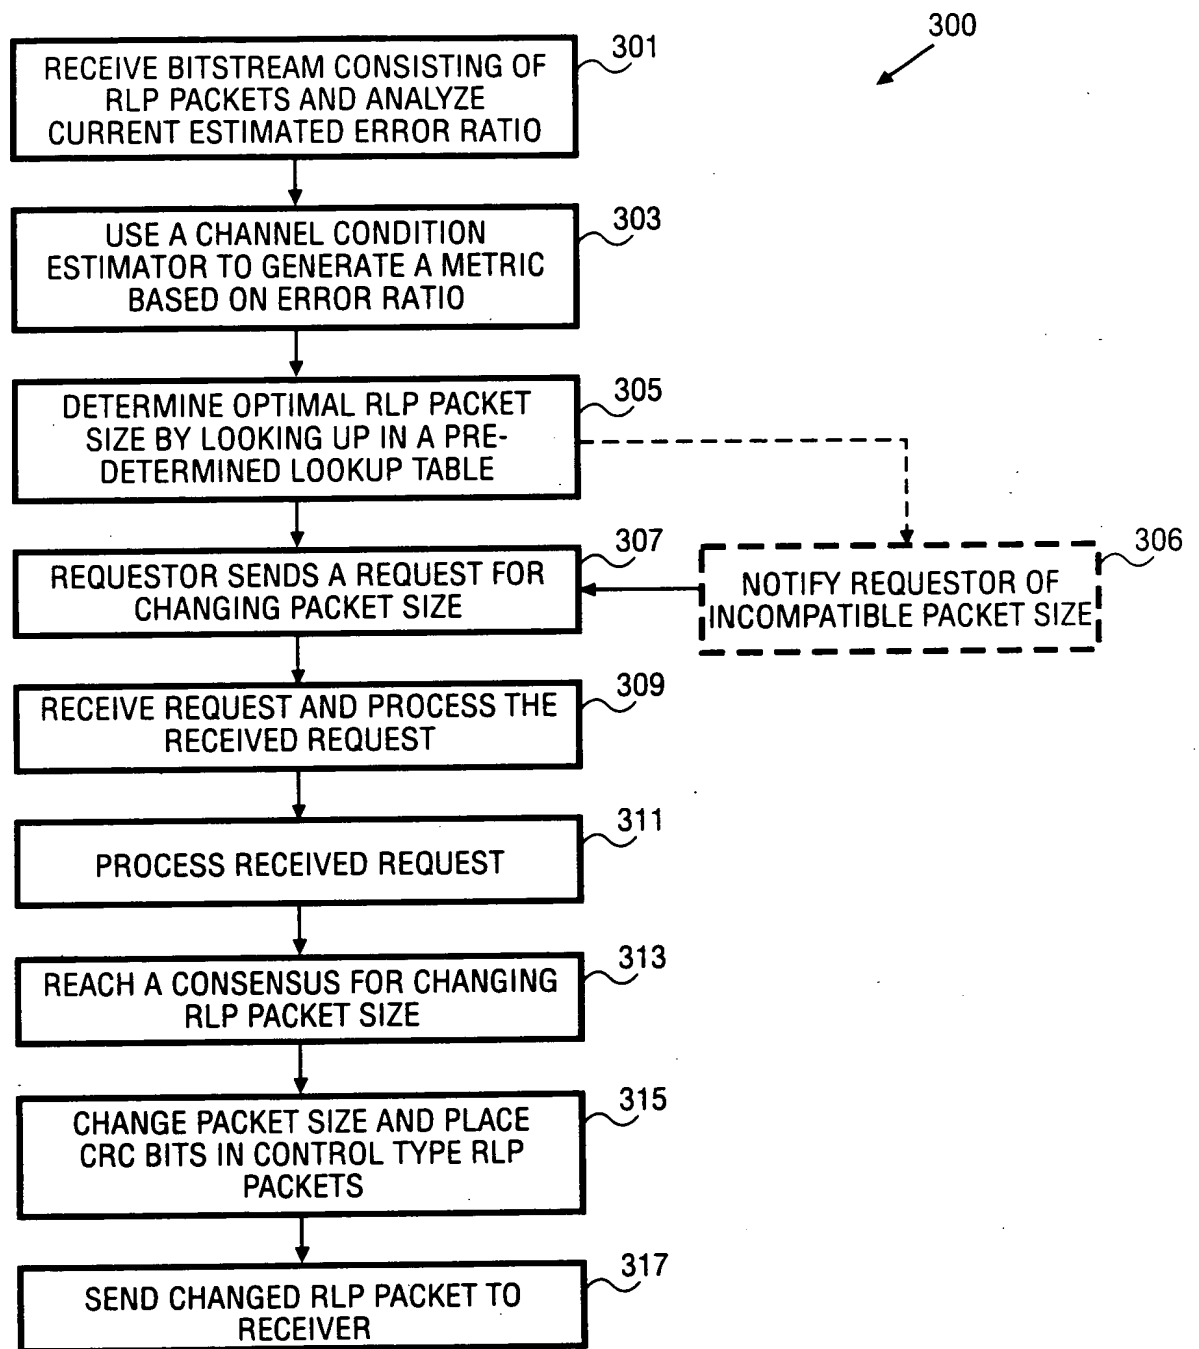 300
301
RECEIVE BITSTREAM CONSISTING OF
RLP PACKETS AND ANALYZE
CURRENT ESTIMATED ERROR RATIO
303
USE A CHANNEL CONDITION
ESTIMATOR TO GENERATE A METRIC
BASED ON ERROR RATIO
305
DETERMINE OPTIMAL RLP PACKET
SIZE BY LOOKING UP IN A PRE-
DETERMINED LOOKUP TABLE
306
NOTIFY REQUESTOR OF
INCOMPATIBLE PACKET SIZE
307
REQUESTOR SENDS A REQUEST FOR
CHANGING PACKET SIZE
309
RECEIVE REQUEST AND PROCESS THE
RECEIVED REQUEST
311
PROCESS RECEIVED REQUEST
313
REACH A CONSENSUS FOR CHANGING
RLP PACKET SIZE
315
CHANGE PACKET SIZE AND PLACE
CRC BITS IN CONTROL TYPE RLP
PACKETS
317
SEND CHANGED RLP PACKET TO
RECEIVER